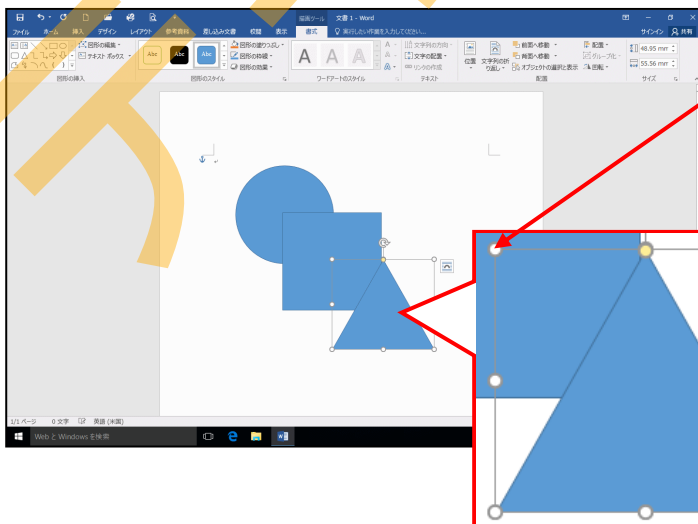 描画ツール 文書 1 - Word
ファイル ホーム 挿入 デザイン レイアウト 参考資料 差し込み文書 校閲 表示 書式 実行したい作業を入力してください... サインイン 共有
図形の編集 テキスト ボックス Abc Abc Abc 図形の塗りつぶし 図形の枠線 図形の効果 A A A 文字列の方向 文字の配置 リンクの作成 位置 文字列の折り返し 前面へ移動 背面へ移動 オブジェクトの選択と表示 配置 グループ化 回転 48.95 mm 55.56 mm
図形の挿入 図形のスタイル ワードアートのスタイル テキスト 配置 サイズ
1/1 ページ 0 文字 英語 (米国)
Web と Windows を検索